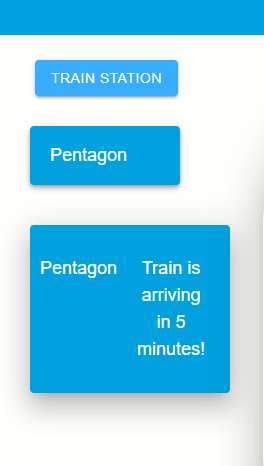 TRAIN STATION
Pentagon
Pentagon
Train is
arriving
in 5
minutes!